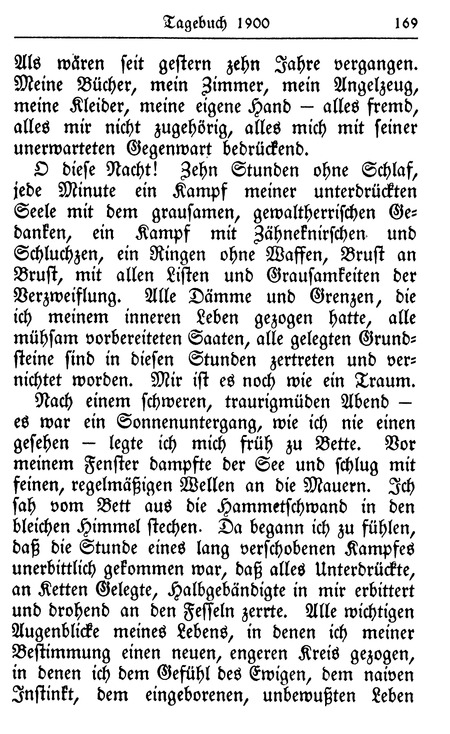 Tagebuch 1900 169
Als wären seit gestern zehn Jahre vergangen.
Meine Bücher, mein Zimmer, mein Angelzeug,
meine Kleider, meine eigene Hand — alles fremd,
alles mir nicht zugehörig, alles mich mit seiner
unerwarteten Gegenwart bedrückend.
O diese Nacht! Zehn Stunden ohne Schlaf,
jede Minute ein Kampf meiner unterdrückten
Seele mit dem grausamen, gewaltherrischen Ge-
danken, ein Kampf mit Zähneknirschen und
Schluchzen, ein Ringen ohne Waffen, Brust an
Brust, mit allen Listen und Grausamkeiten der
Verzweiflung. Alle Dämme und Grenzen, die
ich meinem inneren Leben gezogen hatte, alle
mühsam vorbereiteten Saaten, alle gelegten Grund-
steine sind in diesen Stunden zertreten und ver-
nichtet worden. Mir ist es noch wie ein Traum.
Nach einem schweren, traurigmüden Abend —
es war ein Sonnenuntergang, wie ich nie einen
gesehen — legte ich mich früh zu Bette. Vor
meinem Fenster dampfte der See und schlug mit
feinen, regelmäßigen Wellen an die Mauern. Ich
sah vom Bett aus die Hammetschwand in den
bleichen Himmel stechen. Da begann ich zu fühlen,
daß die Stunde eines lang verschobenen Kampfes
unerbittlich gekommen war, daß alles Unterdrückte,
an Ketten Gelegte, Halbgebändigte in mir erbittert
und drohend an den Fesseln zerrte. Alle wichtigen
Augenblicke meines Lebens, in denen ich meiner
Bestimmung einen neuen, engeren Kreis gezogen,
in denen ich dem Gefühl des Ewigen, dem naiven
Instinkt, dem eingeborenen, unbewußten Leben